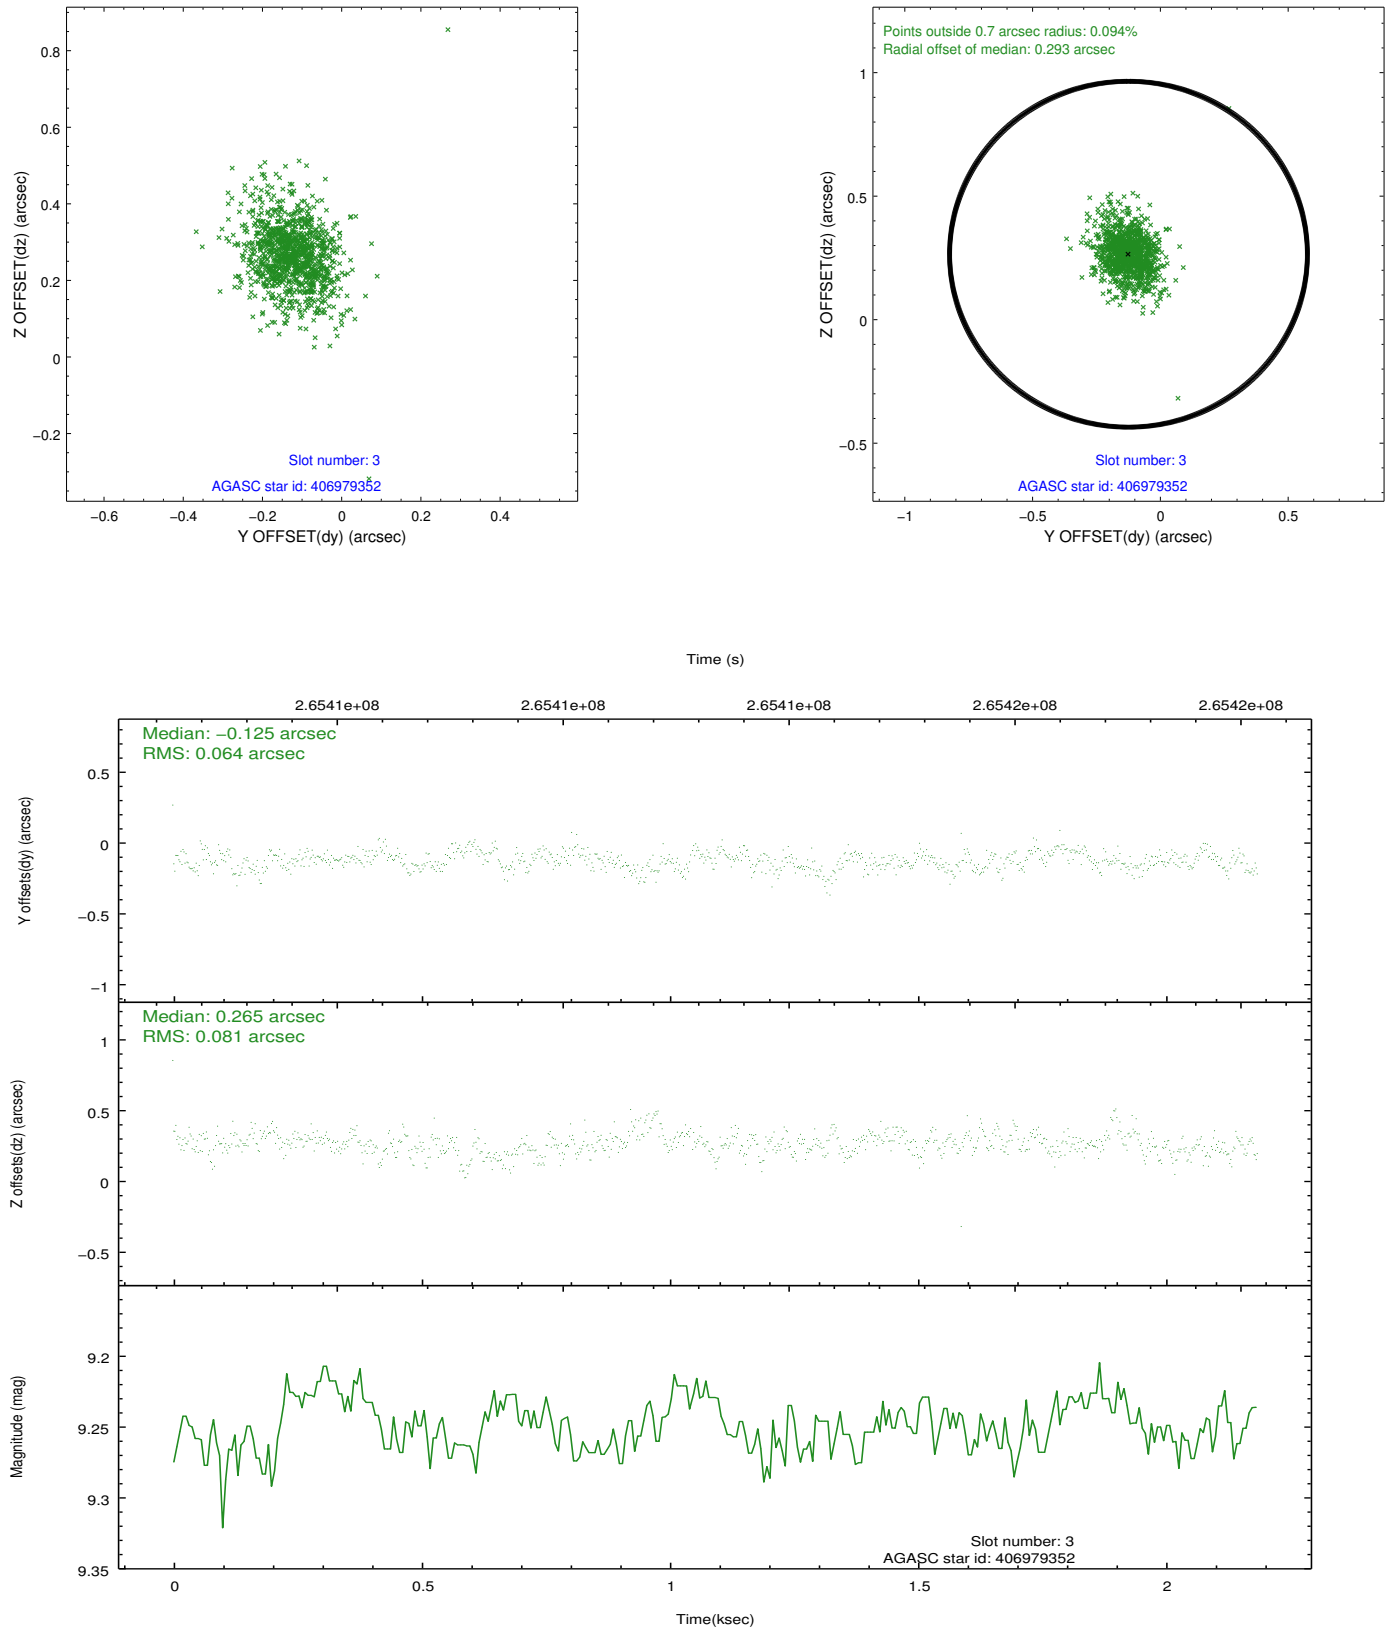 0.8
0.6
0.4
0.2
0
−0.2
−0.6
−0.4
−0.2
0
0.2
0.4
Z OFFSET(dz) (arcsec)
Y OFFSET(dy) (arcsec)
Slot number: 3
AGASC star id: 406979352
Points outside 0.7 arcsec radius: 0.094%
Radial offset of median: 0.293 arcsec
1
0.5
0
−0.5
−1
−0.5
0
0.5
Z OFFSET(dz) (arcsec)
Y OFFSET(dy) (arcsec)
Slot number: 3
AGASC star id: 406979352
Time (s)
2.6541e+08
2.6541e+08
2.6541e+08
2.6542e+08
2.6542e+08
Median: −0.125 arcsec
RMS: 0.064 arcsec
0.5
0
−0.5
−1
Y offsets(dy) (arcsec)
Median: 0.265 arcsec
RMS: 0.081 arcsec
1
0.5
0
−0.5
Z offsets(dz) (arcsec)
9.2
9.25
9.3
9.35
Magnitude (mag)
Slot number: 3
AGASC star id: 406979352
0
0.5
1
1.5
2
Time(ksec)